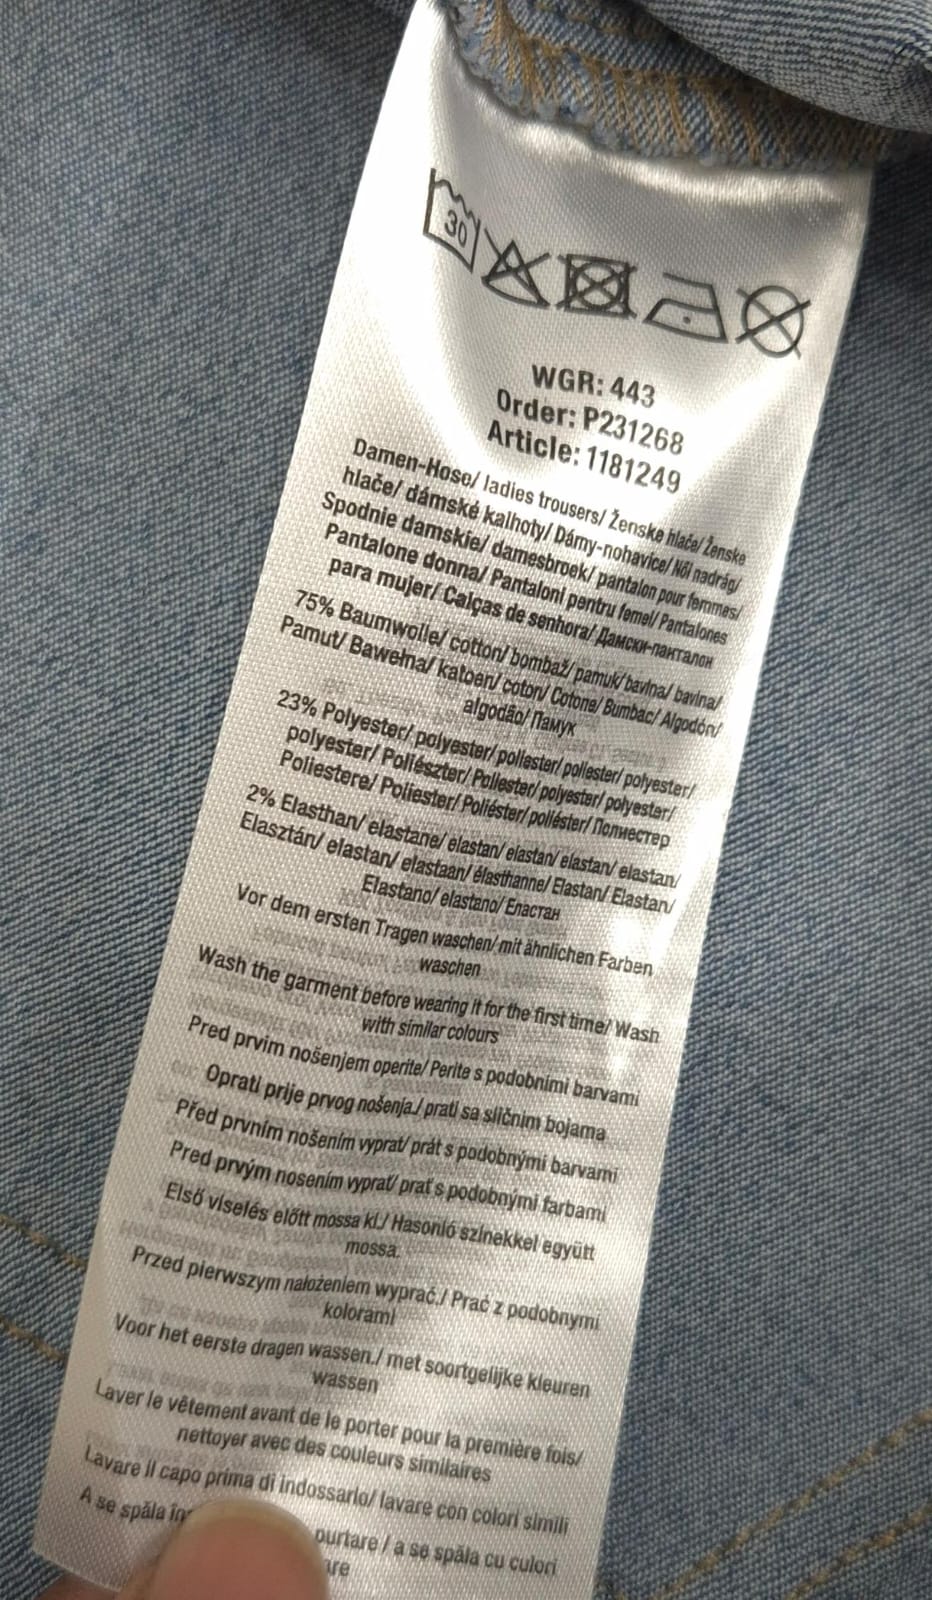 30
WGR: 443
Order: P231268
Article: 1181249
Damen-Hose/ ladies trousers/ Ženske hlače/ Ženske
hlače/ dámské kalhoty/ Dámy-nohavice/ Női nadrág/
Spodnie damskie/ damesbroek/ pantalon pour femmes/
Pantalone donna/ Pantaloni pentru femei/ Pantalones
para mujer/ Calças de senhora/ Дамски-панталон
75% Baumwolle/ cotton/ bombaž/ pamuk/ bavlna/ bavlna/
Pamut/ Bawełna/ katoen/ coton/ Cotone/ Bumbac/ Algodón/
algodão/ Памук
23% Polyester/ polyester/ poliester/ poliester/ polyester/
polyester/ Poliészter/ Poliester/ polyester/ polyester/
Poliestere/ Poliester/ Poliéster/ poliéster/ Полиестер
2% Elasthan/ elastane/ elastan/ elastan/ elastan/ elastan/
Elasztán/ elastan/ elastaan/ élasthanne/ Elastan/ Elastan/
Elastano/ elastano/ Еластан
Vor dem ersten Tragen waschen/ mit ähnlichen Farben
waschen
Wash the garment before wearing it for the first time/ Wash
with similar colours
Pred prvim nošenjem operite/ Perite s podobnimi barvami
Oprati prije prvog nošenja./ prati sa sličnim bojama
Před prvním nošením vyprat/ prát s podobnými barvami
Pred prvým nosením vyprať/ prať s podobnými farbami
Első viselés előtt mossa ki./ Hasonló színekkel együtt
mossa.
Przed pierwszym nałożeniem wyprać./ Prać z podobnymi
kolorami
Voor het eerste dragen wassen./ met soortgelijke kleuren
wassen
Laver le vêtement avant de le porter pour la première fois/
nettoyer avec des couleurs similaires
Lavare il capo prima di indossarlo/ lavare con colori simili
A se spăla purtare / a se spăla cu culori